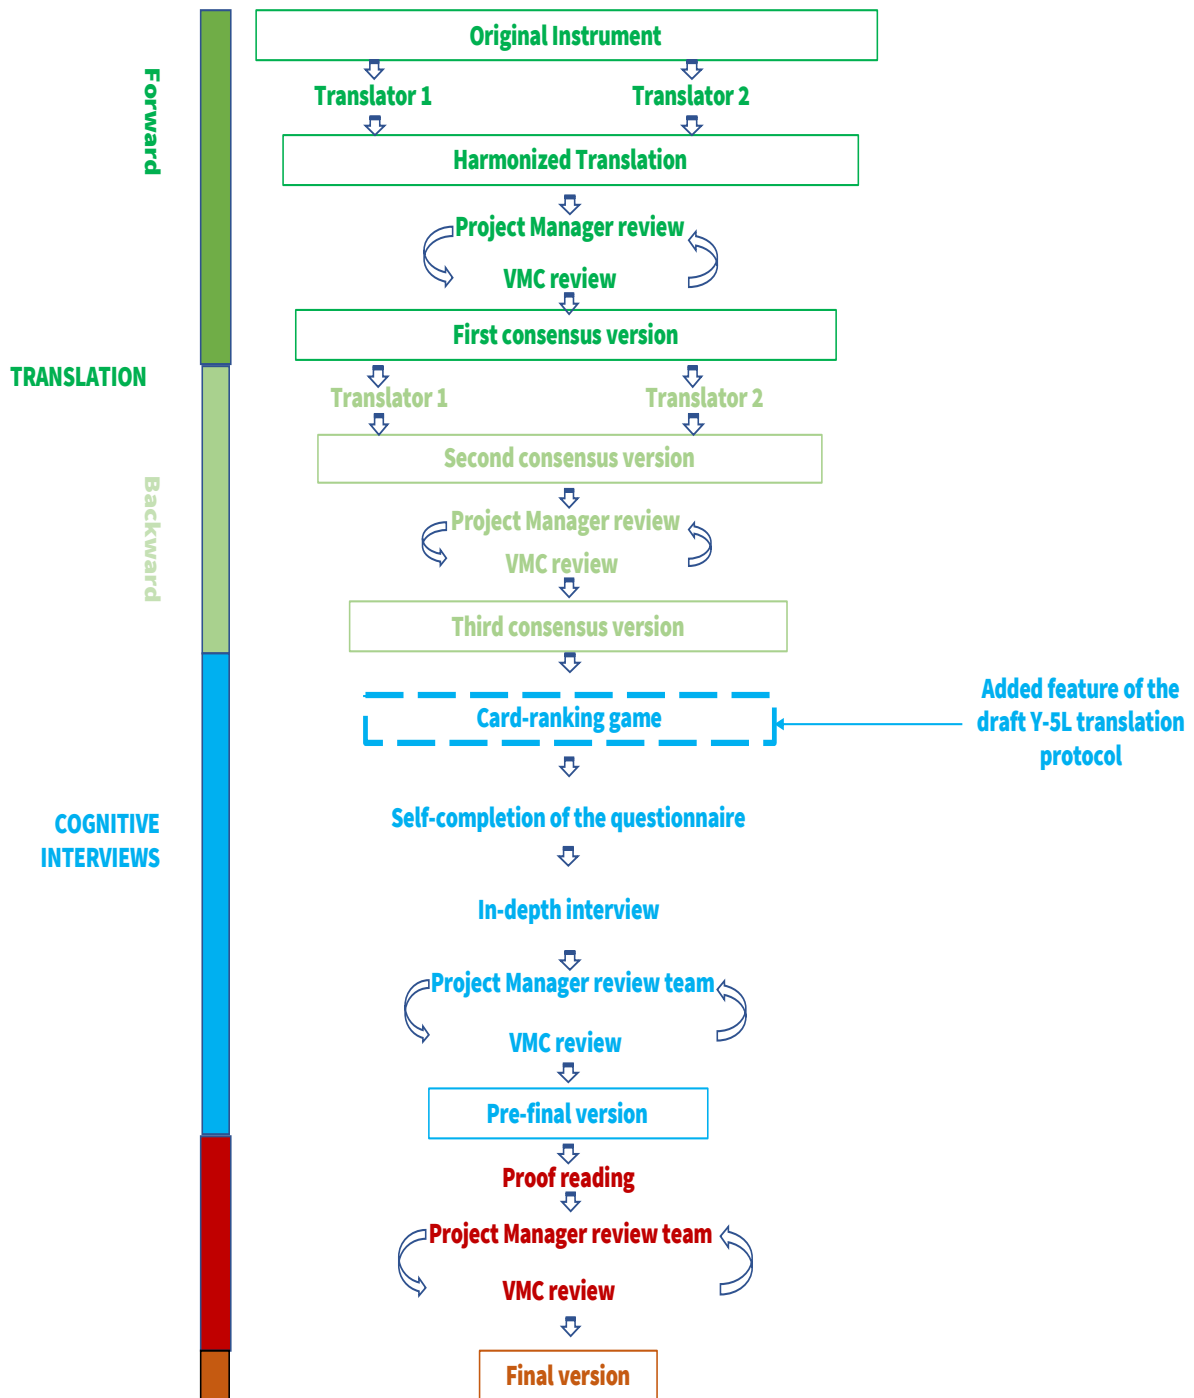 Original Instrument
Forward
Translator 1
Translator 2
Harmonized Translation
Project Manager review
VMC review
First consensus version
TRANSLATION
Translator 1
Translator 2
Second consensus version
Backward
Project Manager review
VMC review
Third consensus version
Card-ranking game
Added feature of the
draft Y-5L translation
protocol
Self-completion of the questionnaire
COGNITIVE
INTERVIEWS
In-depth interview
Project Manager review team
VMC review
Pre-final version
Proof reading
Project Manager review team
VMC review
Final version